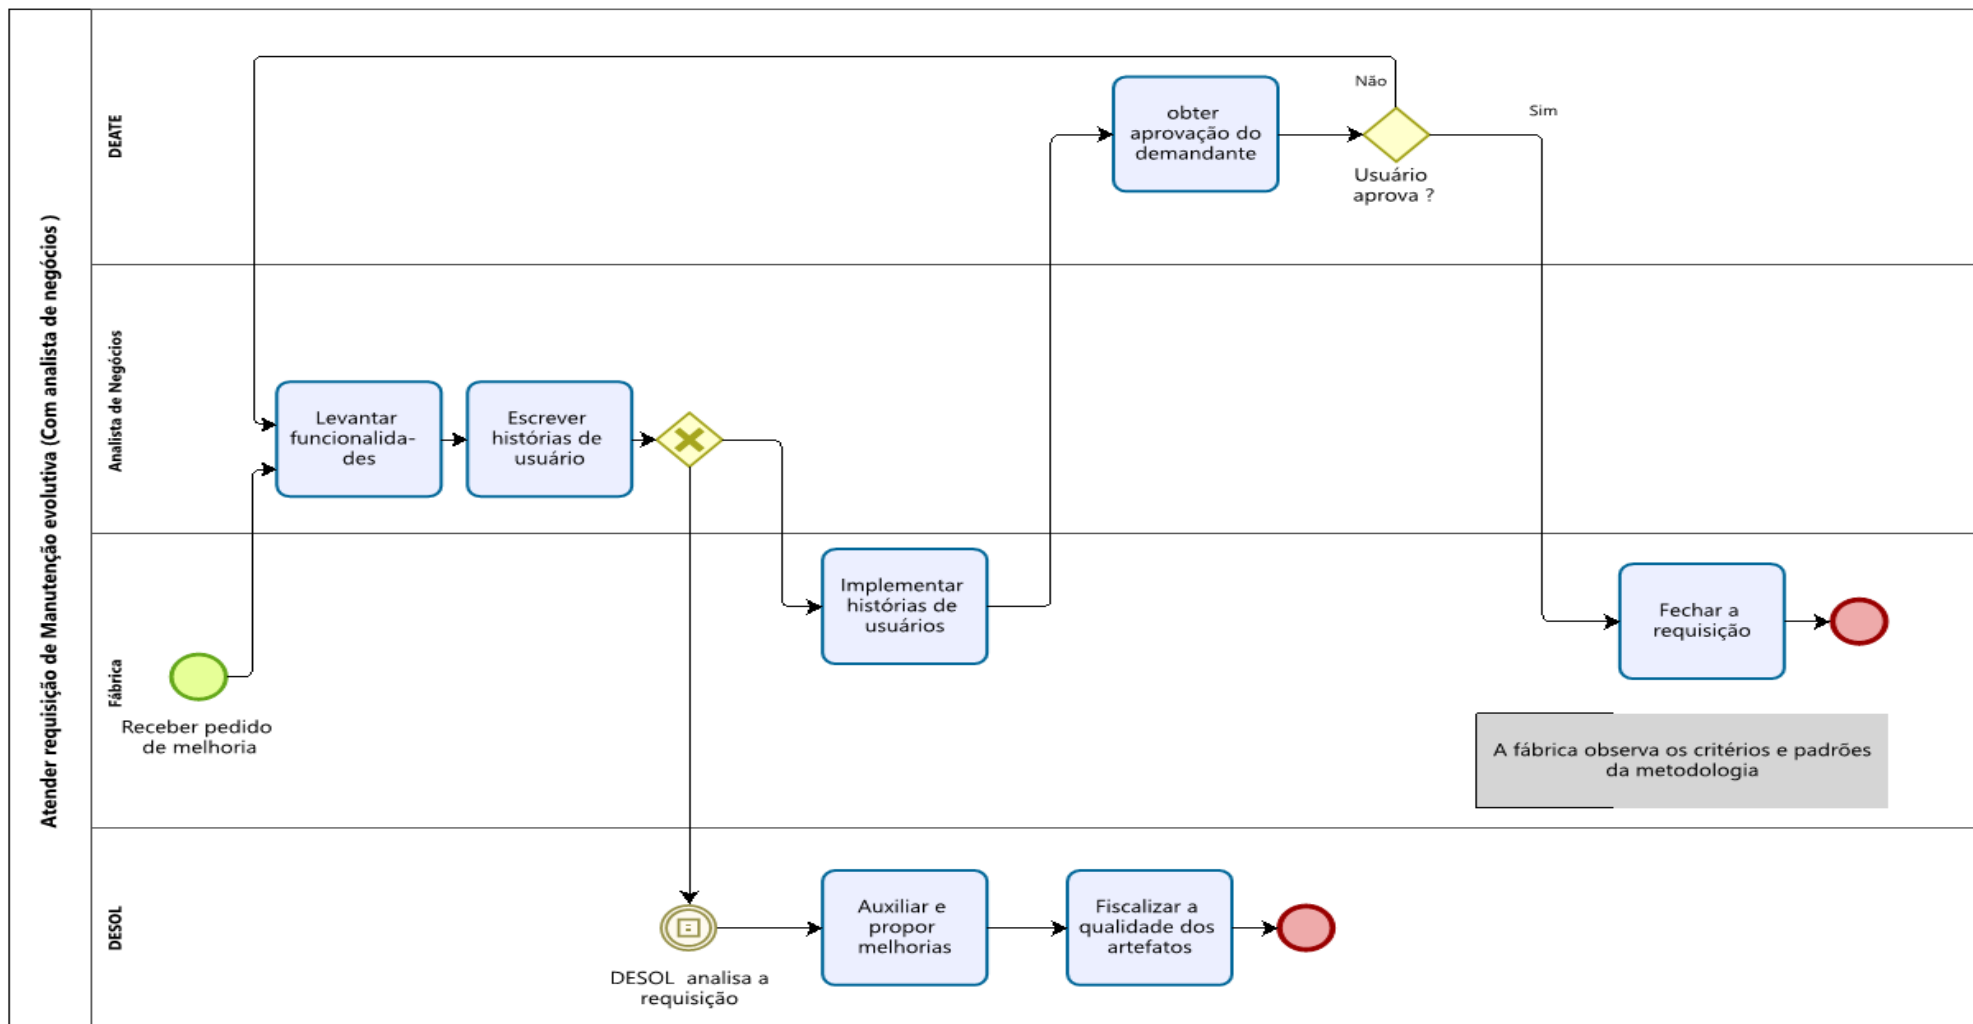 Atender requisição de Manutenção evolutiva (Com analista de negócios )
DEATE
obter
aprovação do
demandante
Não
Sim
Usuário
aprova ?
Analista de Negócios
Levantar
funcionalida-
des
Escrever
histórias de
usuário
Fábrica
Receber pedido
de melhoria
Implementar
histórias de
usuários
Fechar a
requisição
A fábrica observa os critérios e padrões
da metodologia
DESOL
DESOL analisa a
requisição
Auxiliar e
propor
melhorias
Fiscalizar a
qualidade dos
artefatos